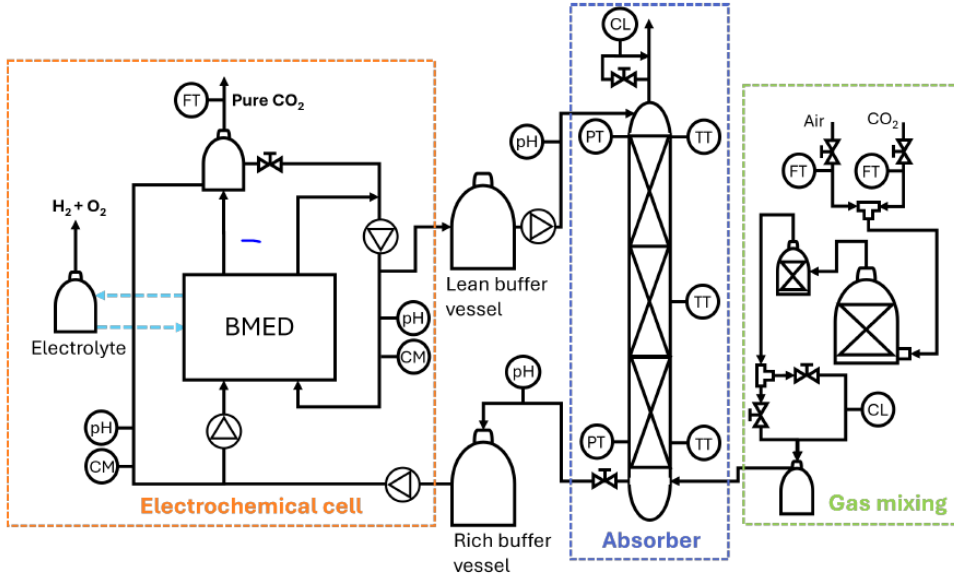 CL
FT
Pure CO₂
pH
PT
TT
Air
CO₂
FT
FT
H₂ + O₂
Lean buffer
vessel
BMED
Electrolyte
pH
CM
TT
pH
pH
CM
PT
TT
CL
Electrochemical cell
Rich buffer
vessel
Absorber
Gas mixing